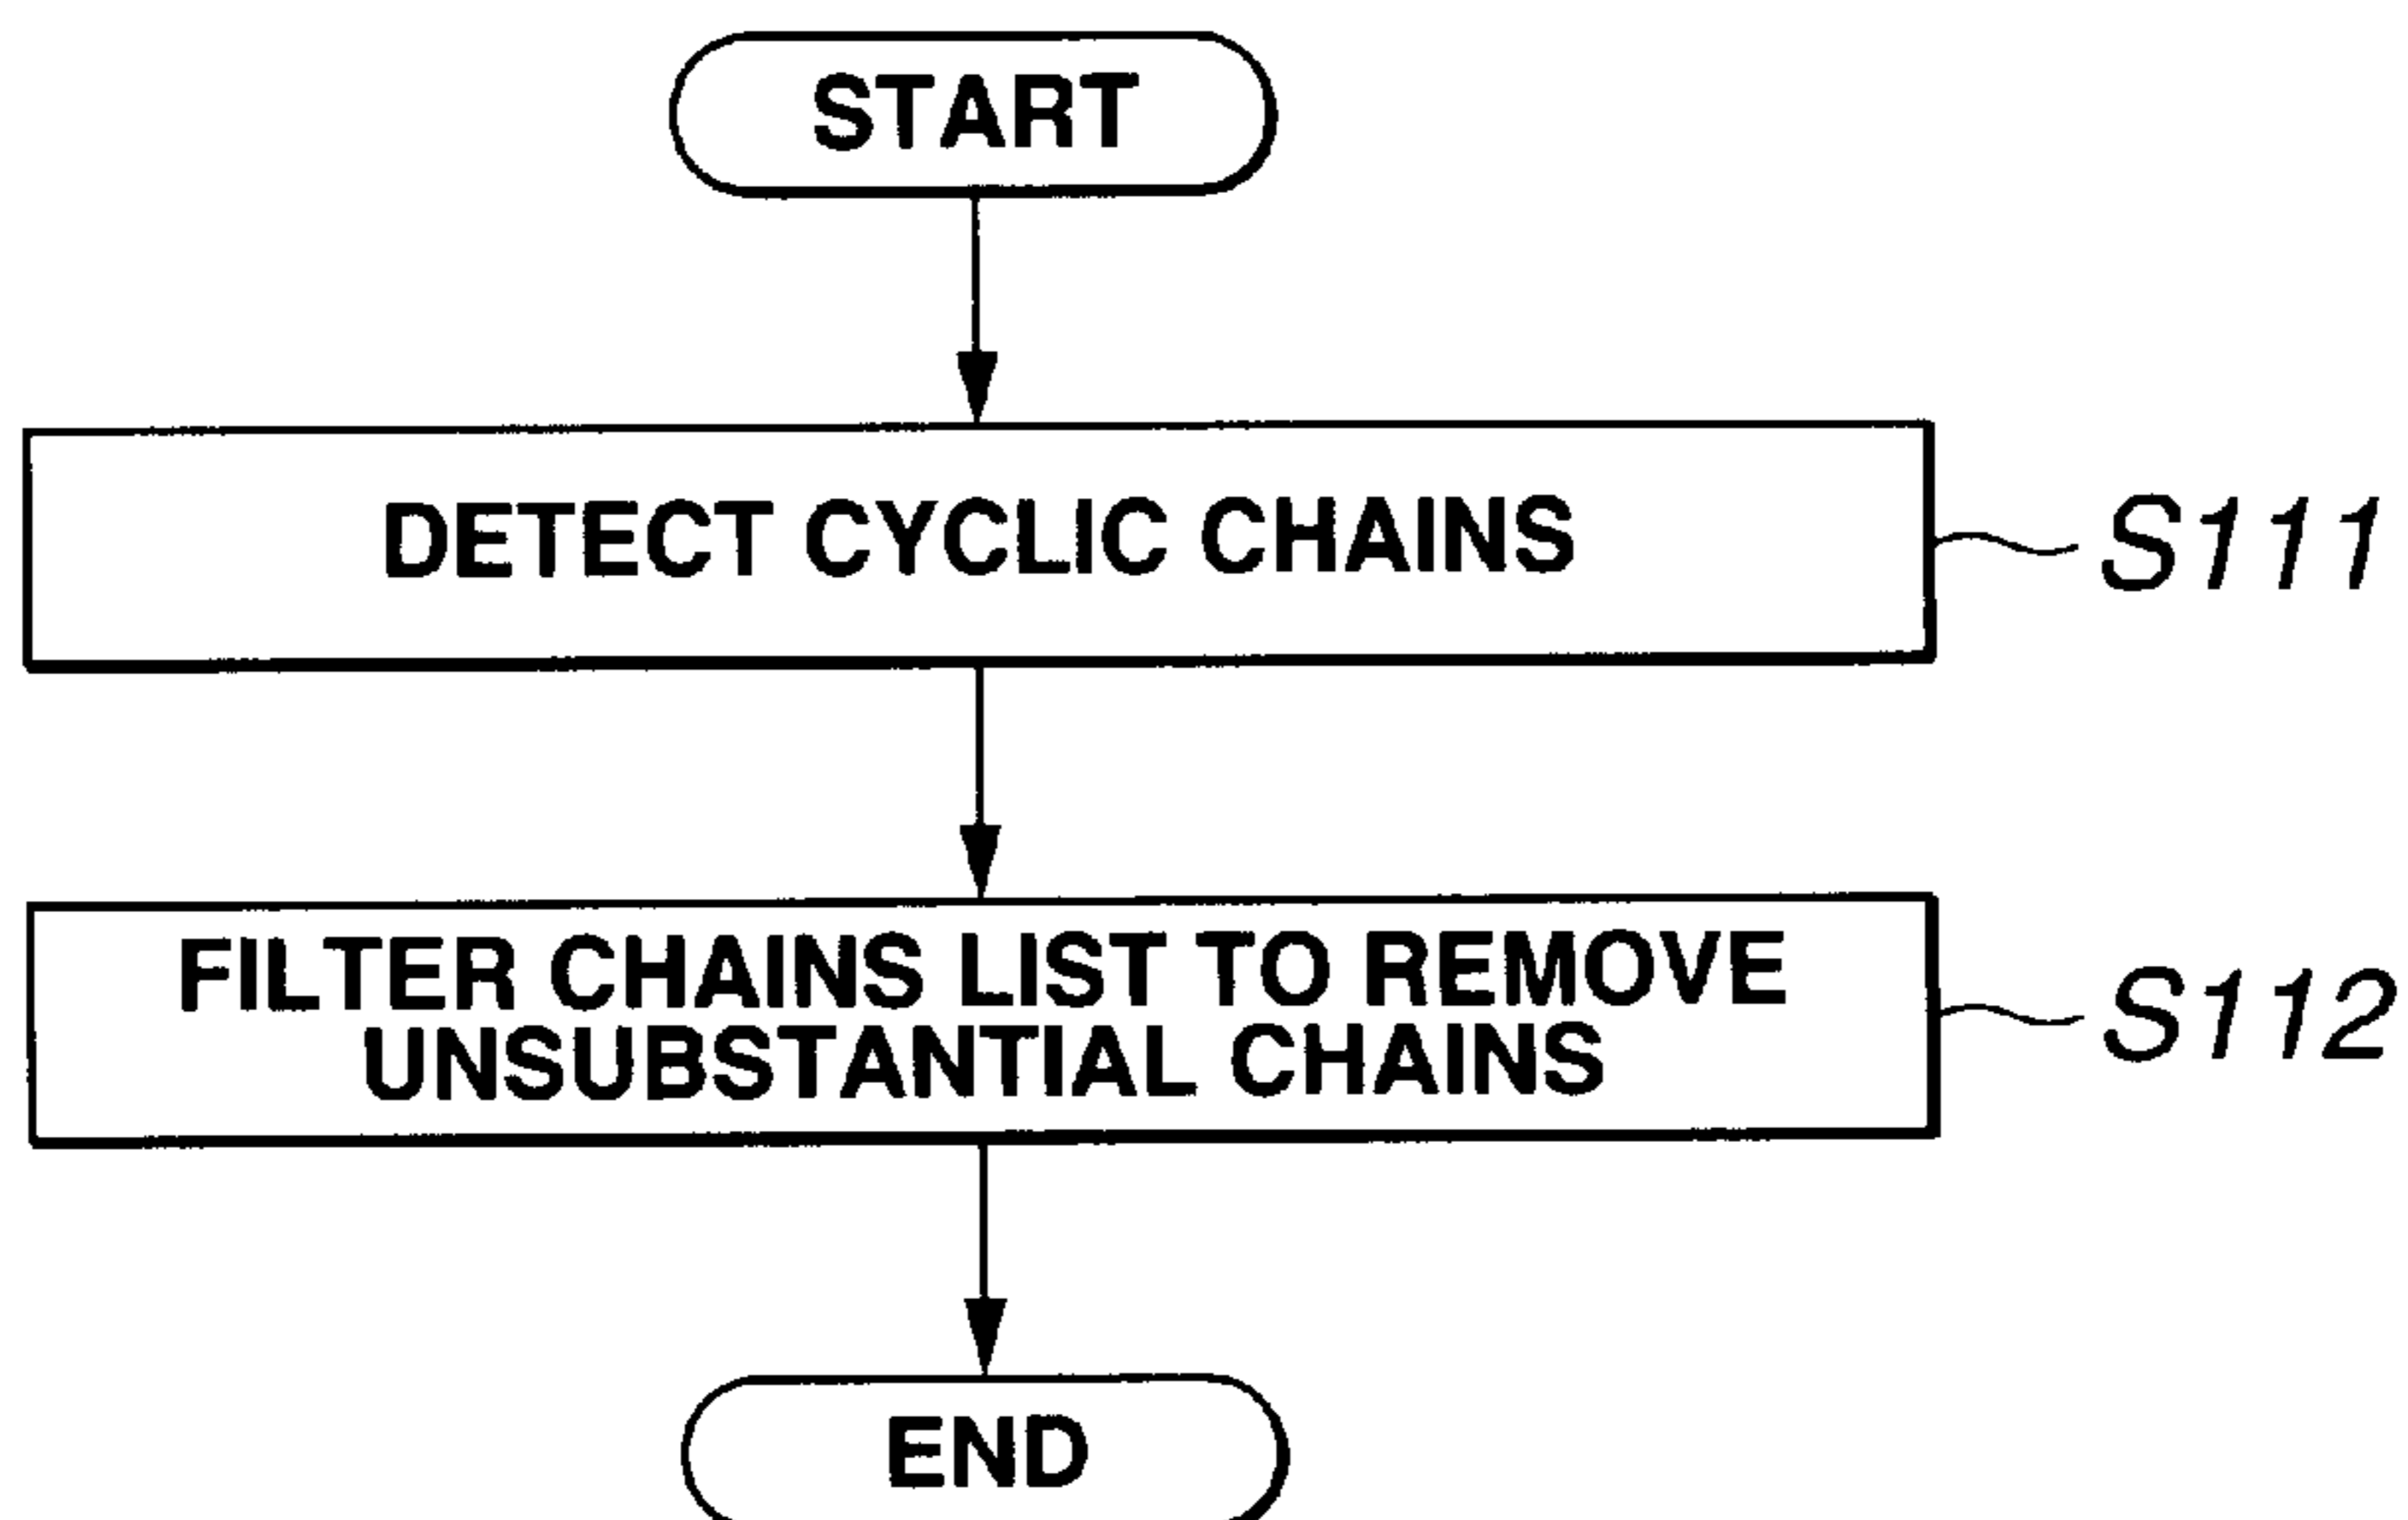 START
DETECT CYCLIC CHAINS
S111
FILTER CHAINS LIST TO REMOVE
UNSUBSTANTIAL CHAINS
S112
END